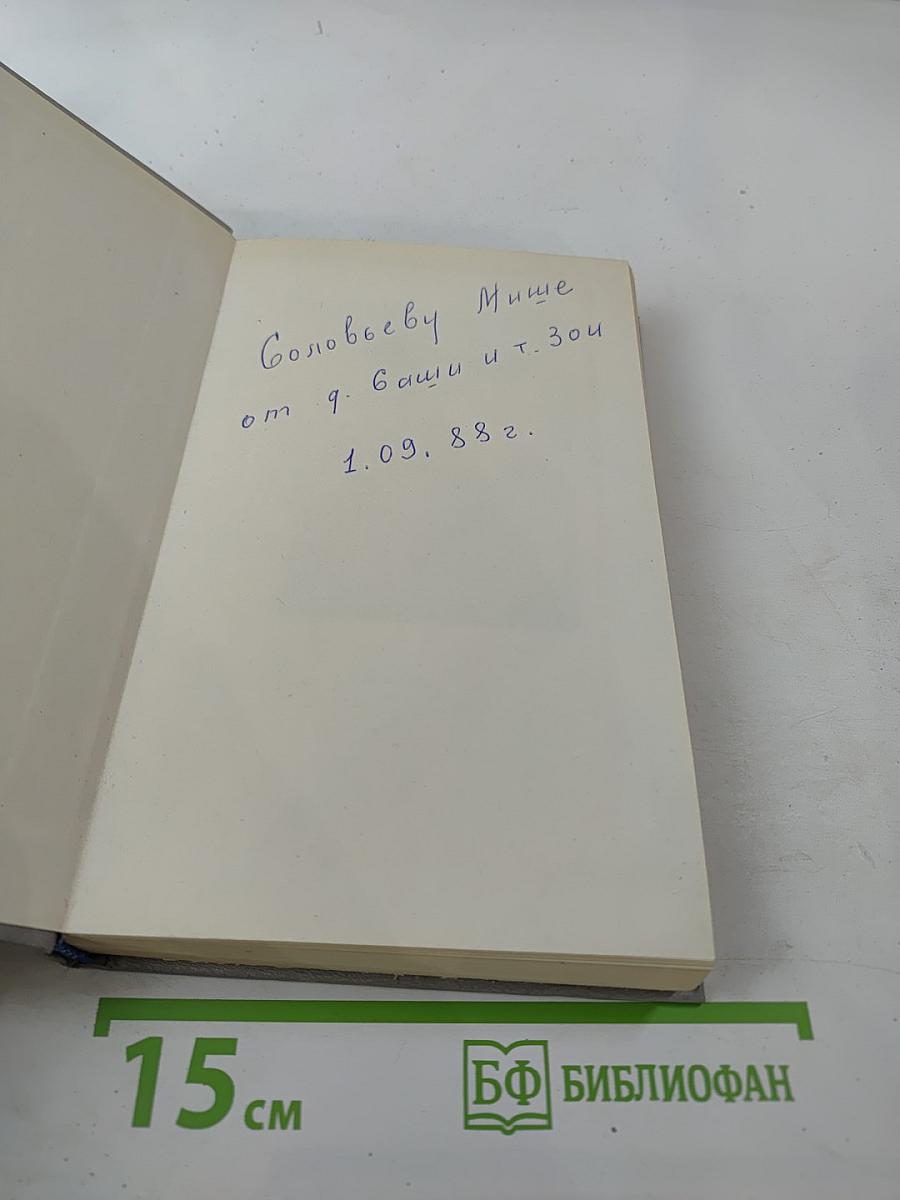 Соловьеву Мише
от д. Саши и т. Зои
1.09.88г.
15 см
БФ БИБЛИОФАН